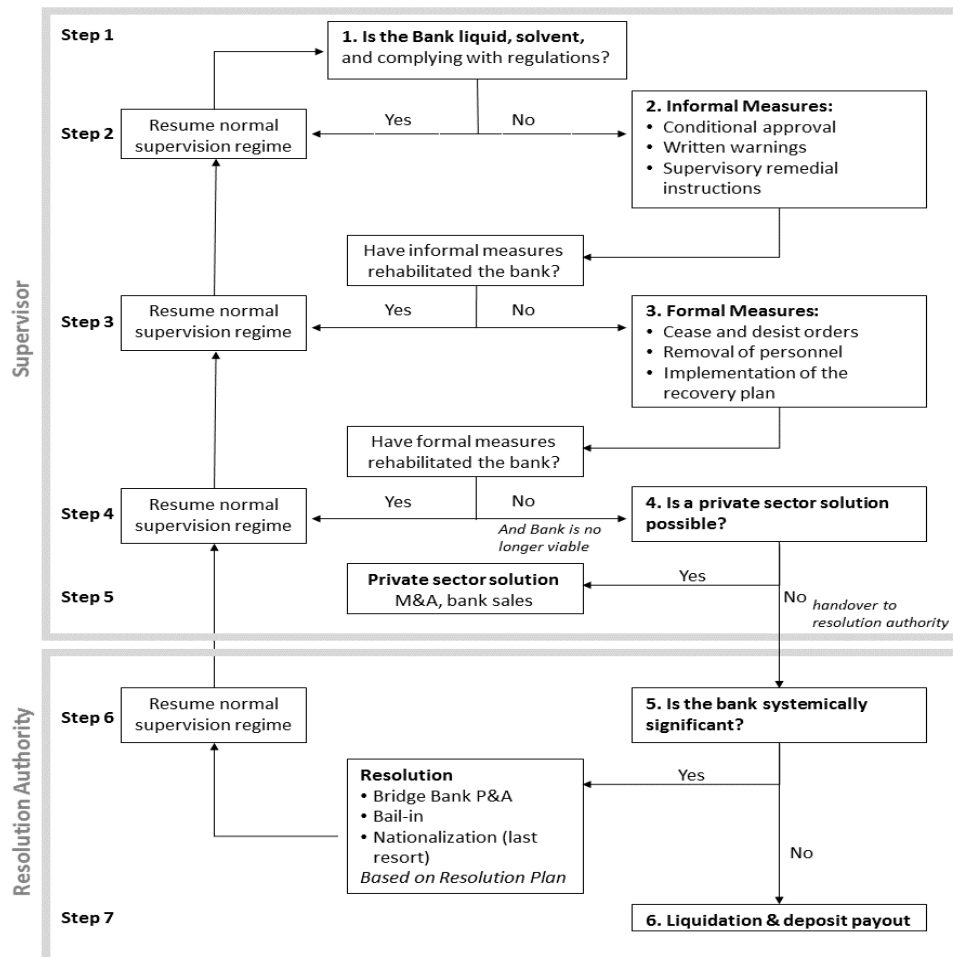 Step 1
1. Is the Bank liquid, solvent,
and complying with regulations?
Step 2
Resume normal
supervision regime
Yes
No
2. Informal Measures:
• Conditional approval
• Written warnings
• Supervisory remedial
instructions
Have informal measures
rehabilitated the bank?
Supervisor
Step 3
Resume normal
supervision regime
Yes
No
3. Formal Measures:
• Cease and desist orders
• Removal of personnel
• Implementation of the
recovery plan
Have formal measures
rehabilitated the bank?
Step 4
Resume normal
supervision regime
Yes
No
And Bank is no
longer viable
4. Is a private sector solution
possible?
Step 5
Private sector solution
M&A, bank sales
Yes
No
handover to
resolution authority
Resolution Authority
Step 6
Resume normal
supervision regime
5. Is the bank systemically
significant?
Yes
Resolution
• Bridge Bank P&A
• Bail-in
• Nationalization (last
resort)
Based on Resolution Plan
No
Step 7
6. Liquidation & deposit payout